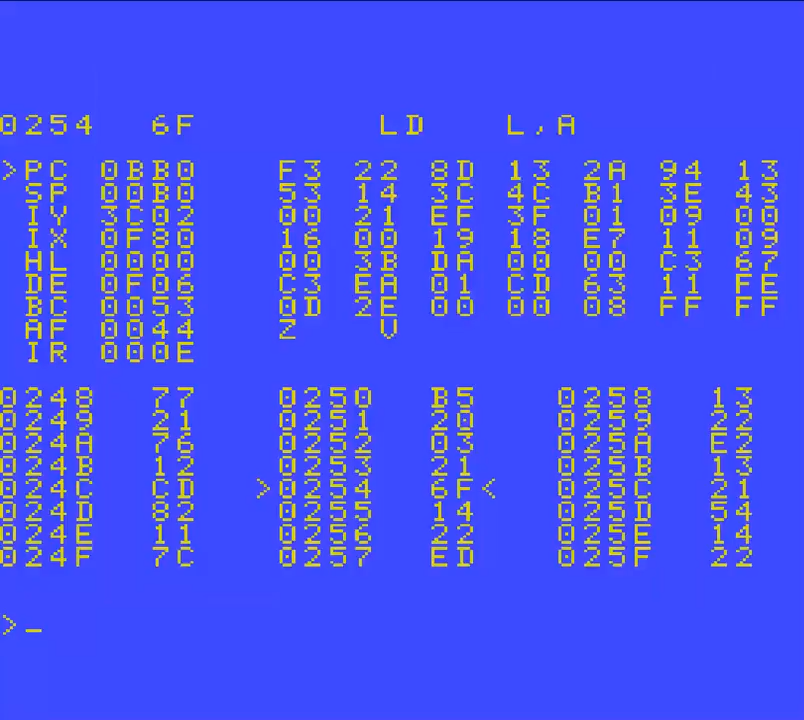 0254 6F LD L,A
>PC 0BB0 F3 22 8D 13 2A 94 13
SP 00B0 53 14 3C 4C B1 3E 43
IY 3C02 00 21 EF 3F 01 09 00
IX 0F80 16 00 19 18 E7 11 09
HL 0000 00 3B DA 00 00 C3 67
DE 0F06 C3 EA 01 CD 63 11 FE
BC 0053 0D 2E 00 00 08 FF FF
AF 0044 Z V
IR 000E
0248 77 0250 B5 0258 13
0249 21 0251 20 0259 22
024A 76 0252 03 025A E2
024B 12 0253 21 025B 13
024C CD >0254 6F< 025C 21
024D 82 0255 14 025D 54
024E 11 0256 22 025E 14
024F 7C 0257 ED 025F 22
>_